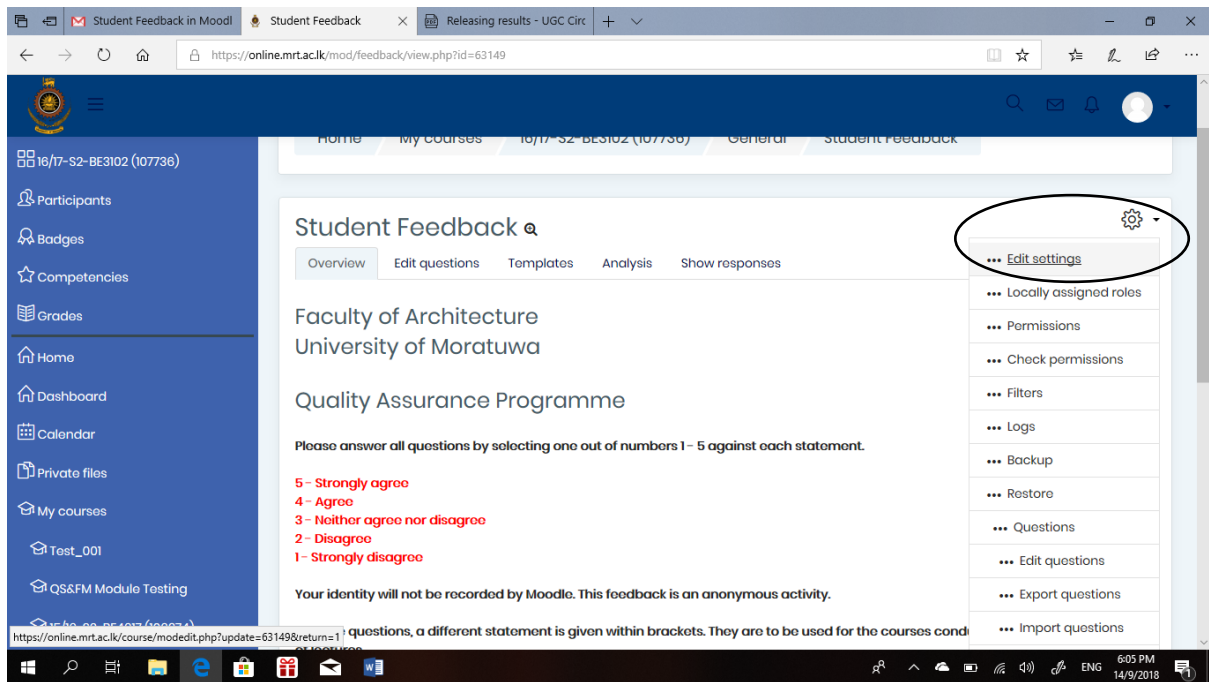 Student Feedback in Moodl
Student Feedback
Releasing results - UGC Circ
https://online.mrt.ac.lk/mod/feedback/view.php?id=63149
Home
My courses
16/17-S2-BE3102 (107736)
General
Student Feedback
16/17-S2-BE3102 (107736)
Participants
Badges
Competencies
Grades
Home
Dashboard
Calendar
Private files
My courses
Test_001
QS&FM Module Testing
https://online.mrt.ac.lk/course/modedit.php?update=63149&return=1
Student Feedback
Overview
Edit questions
Templates
Analysis
Show responses
Faculty of Architecture
University of Moratuwa
Quality Assurance Programme
Please answer all questions by selecting one out of numbers 1 - 5 against each statement.
5 - Strongly agree
4 - Agree
3 - Neither agree nor disagree
2 - Disagree
1 - Strongly disagree
Your identity will not be recorded by Moodle. This feedback is an anonymous activity.
questions, a different statement is given within brackets. They are to be used for the courses cond
of lectures
••• Edit settings
••• Locally assigned roles
••• Permissions
••• Check permissions
••• Filters
••• Logs
••• Backup
••• Restore
••• Questions
••• Edit questions
••• Export questions
••• Import questions
ENG
6:05 PM
14/9/2018
1